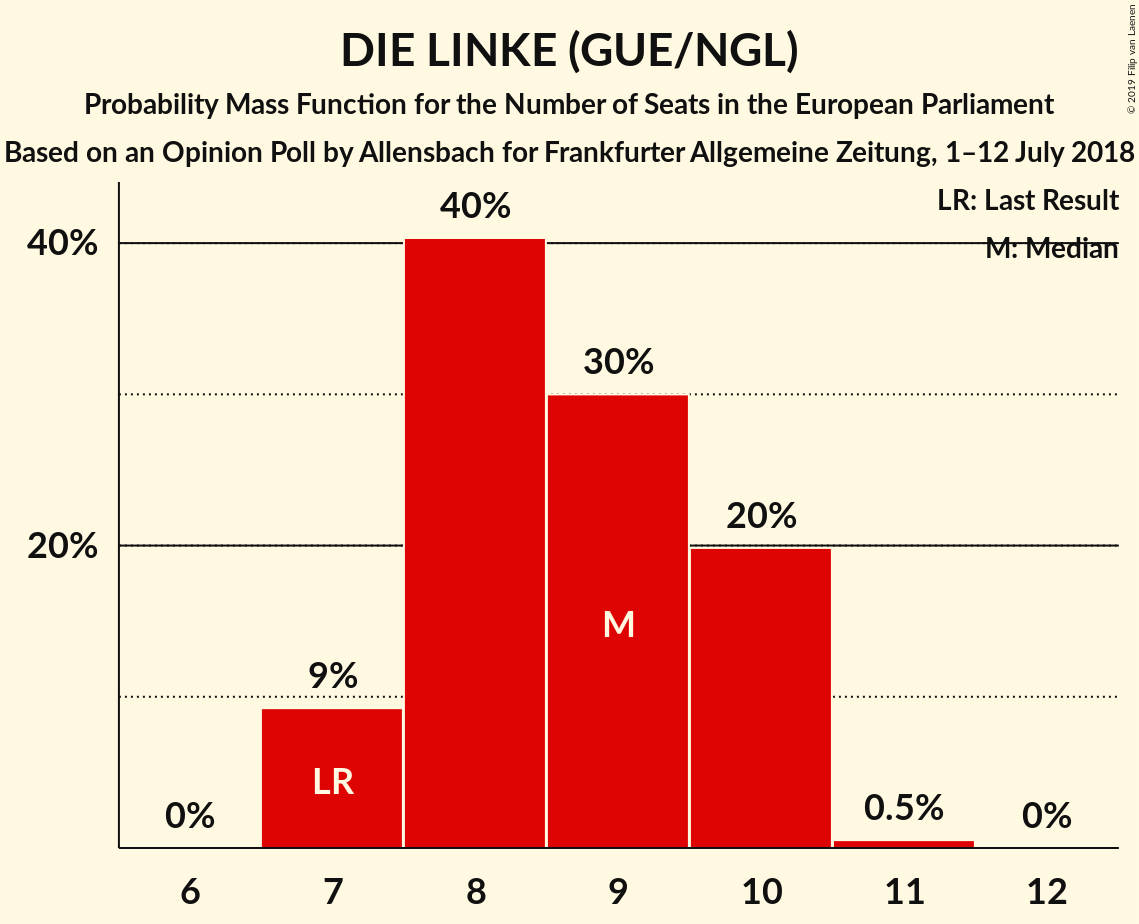 DIE LINKE (GUE/NGL)
Probability Mass Function for the Number of Seats in the European Parliament
Based on an Opinion Poll by Allensbach for Frankfurter Allgemeine Zeitung, 1–12 July 2018
© 2019 Filip van Laenen
LR: Last Result
M: Median
40%
40%
30%
20%
20%
M
9%
LR
0%
0.5%
0%
6 7 8 9 10 11 12